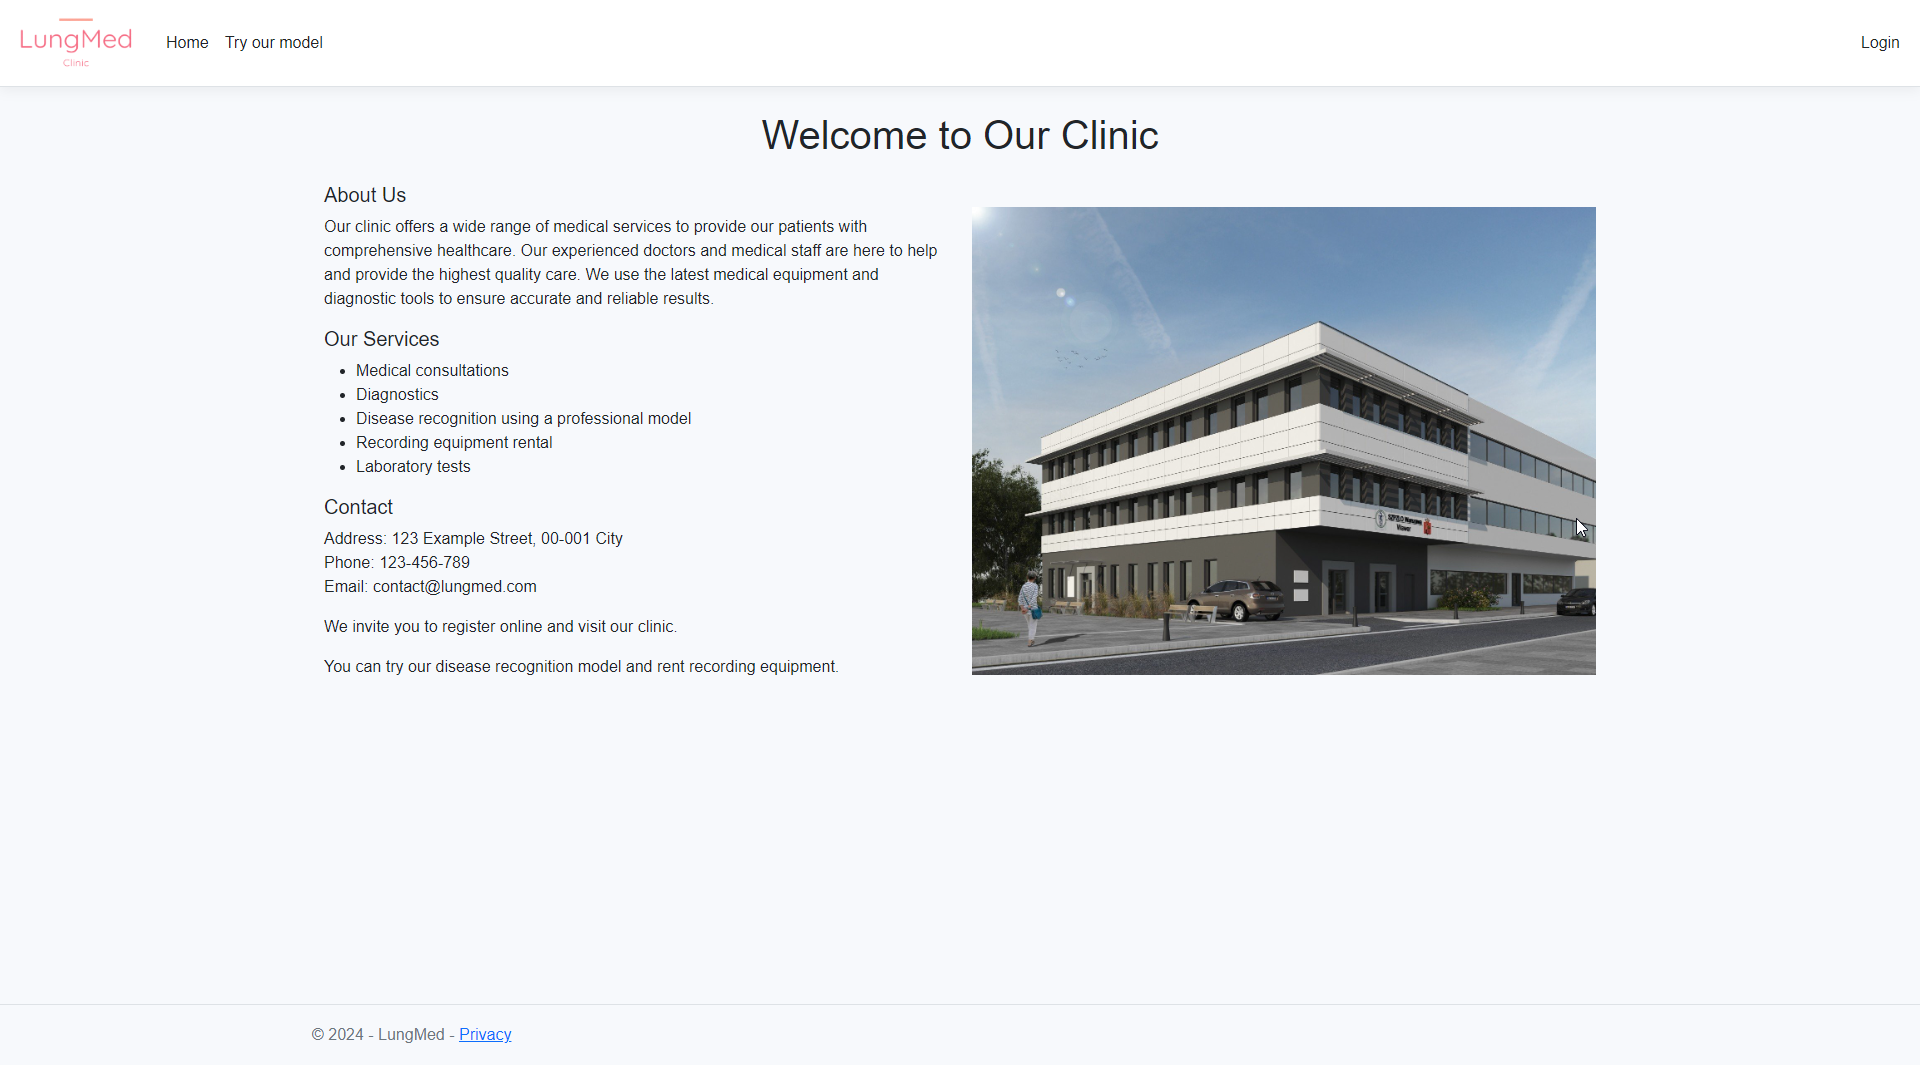 LungMed
Clinic
Home
Try our model
Login
Welcome to Our Clinic
About Us
Our clinic offers a wide range of medical services to provide our patients with
comprehensive healthcare. Our experienced doctors and medical staff are here to help
and provide the highest quality care. We use the latest medical equipment and
diagnostic tools to ensure accurate and reliable results.
Our Services
Medical consultations
Diagnostics
Disease recognition using a professional model
Recording equipment rental
Laboratory tests
Contact
Address: 123 Example Street, 00-001 City
Phone: 123-456-789
Email: contact@lungmed.com
We invite you to register online and visit our clinic.
You can try our disease recognition model and rent recording equipment.
© 2024 - LungMed - Privacy